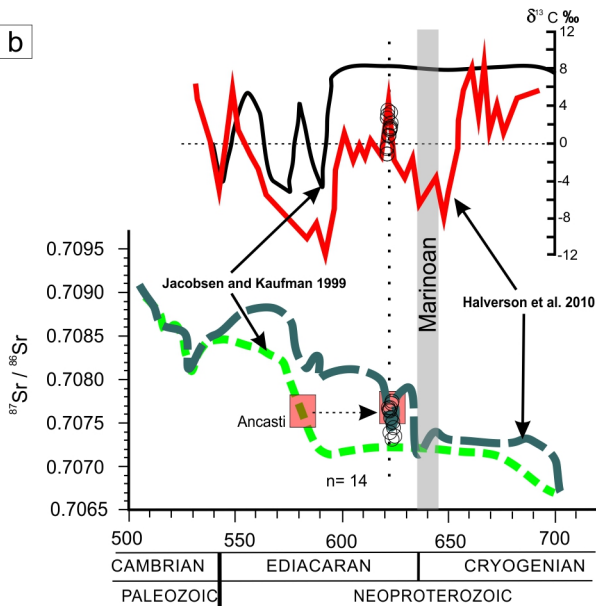 b
δ¹³ C ‰
12
8
4
0
-4
-8
-12
Marinoan
0.7095
0.7090
0.7085
0.7080
0.7075
0.7070
0.7065
⁸⁷Sr / ⁸⁶Sr
Jacobsen and Kaufman 1999
Halverson et al. 2010
Ancasti
n= 14
500 550 600 650 700
CAMBRIAN EDIACARAN CRYOGENIAN
PALEOZOIC NEOPROTEROZOIC